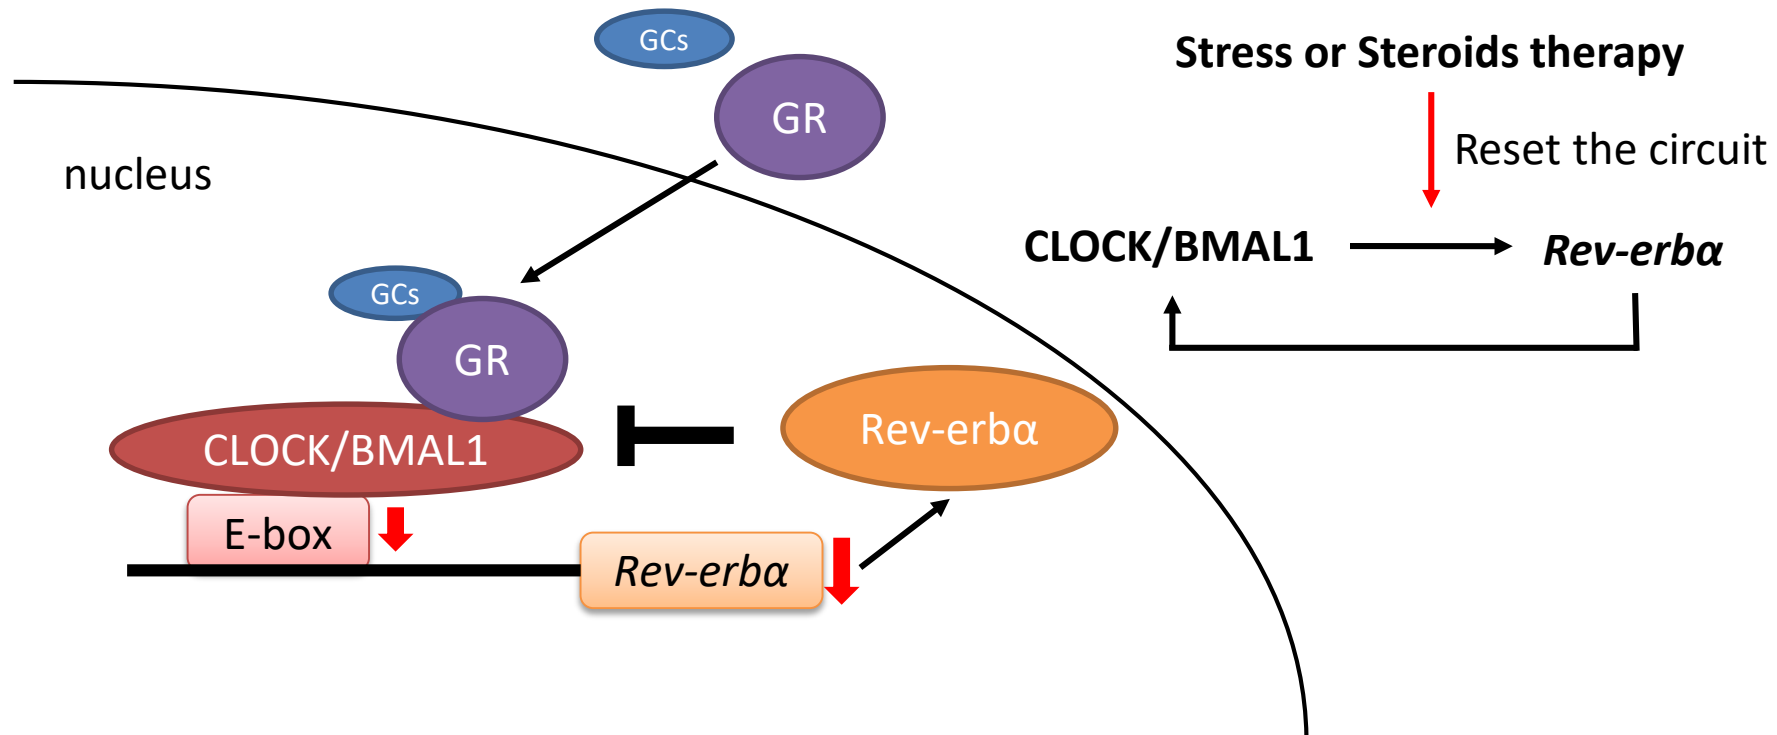 GCs
GR
Stress or Steroids therapy
Reset the circuit
nucleus
CLOCK/BMAL1
Rev-erbα
GCs
GR
CLOCK/BMAL1
Rev-erbα
E-box
Rev-erbα